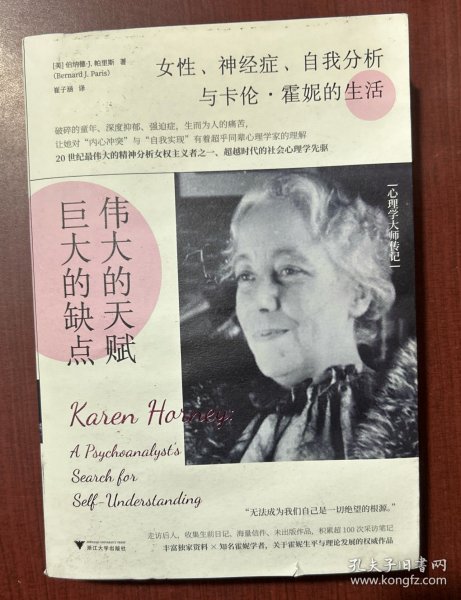 [美] 伯纳德·J. 帕里斯 著
(Bernard J. Paris)
崔子涵 译
女性、神经症、自我分析
与卡伦·霍妮的生活
破碎的童年、深度抑郁、强迫症，生而为人的痛苦，
让她对“内心冲突”与“自我实现”有着超乎同辈心理学家的理解
20 世纪最伟大的精神分析女权主义者之一、超越时代的社会心理学先驱
心理学大师传记
伟大的天赋
巨大的缺点
Karen Horney:
A Psychoanalyst's
Search for
Self-Understanding
“无法成为我们自己是一切绝望的根源。”
走访后人，收集生前日记、海量信件、未出版作品，积累超 100 次采访笔记
丰富独家资料 × 知名霍妮学者，关于霍妮生平与理论发展的权威作品
ZHEJIANG UNIVERSITY PRESS
浙江大学出版社
孔夫子旧书网
www.kongfz.com